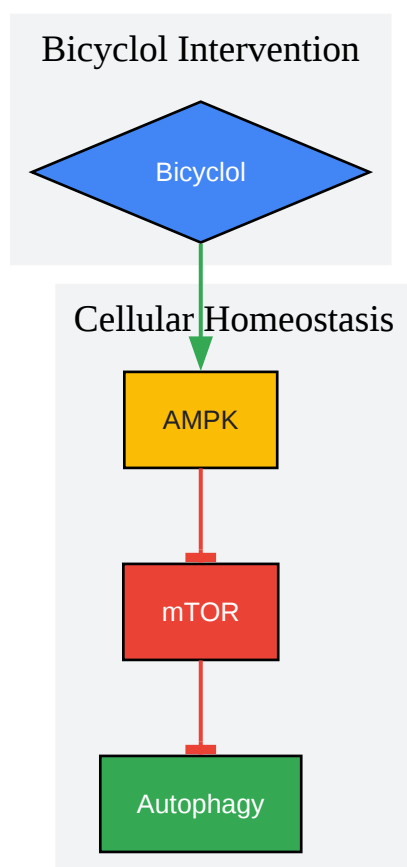 Bicyclol Intervention
Bicyclol
Cellular Homeostasis
AMPK
mTOR
Autophagy